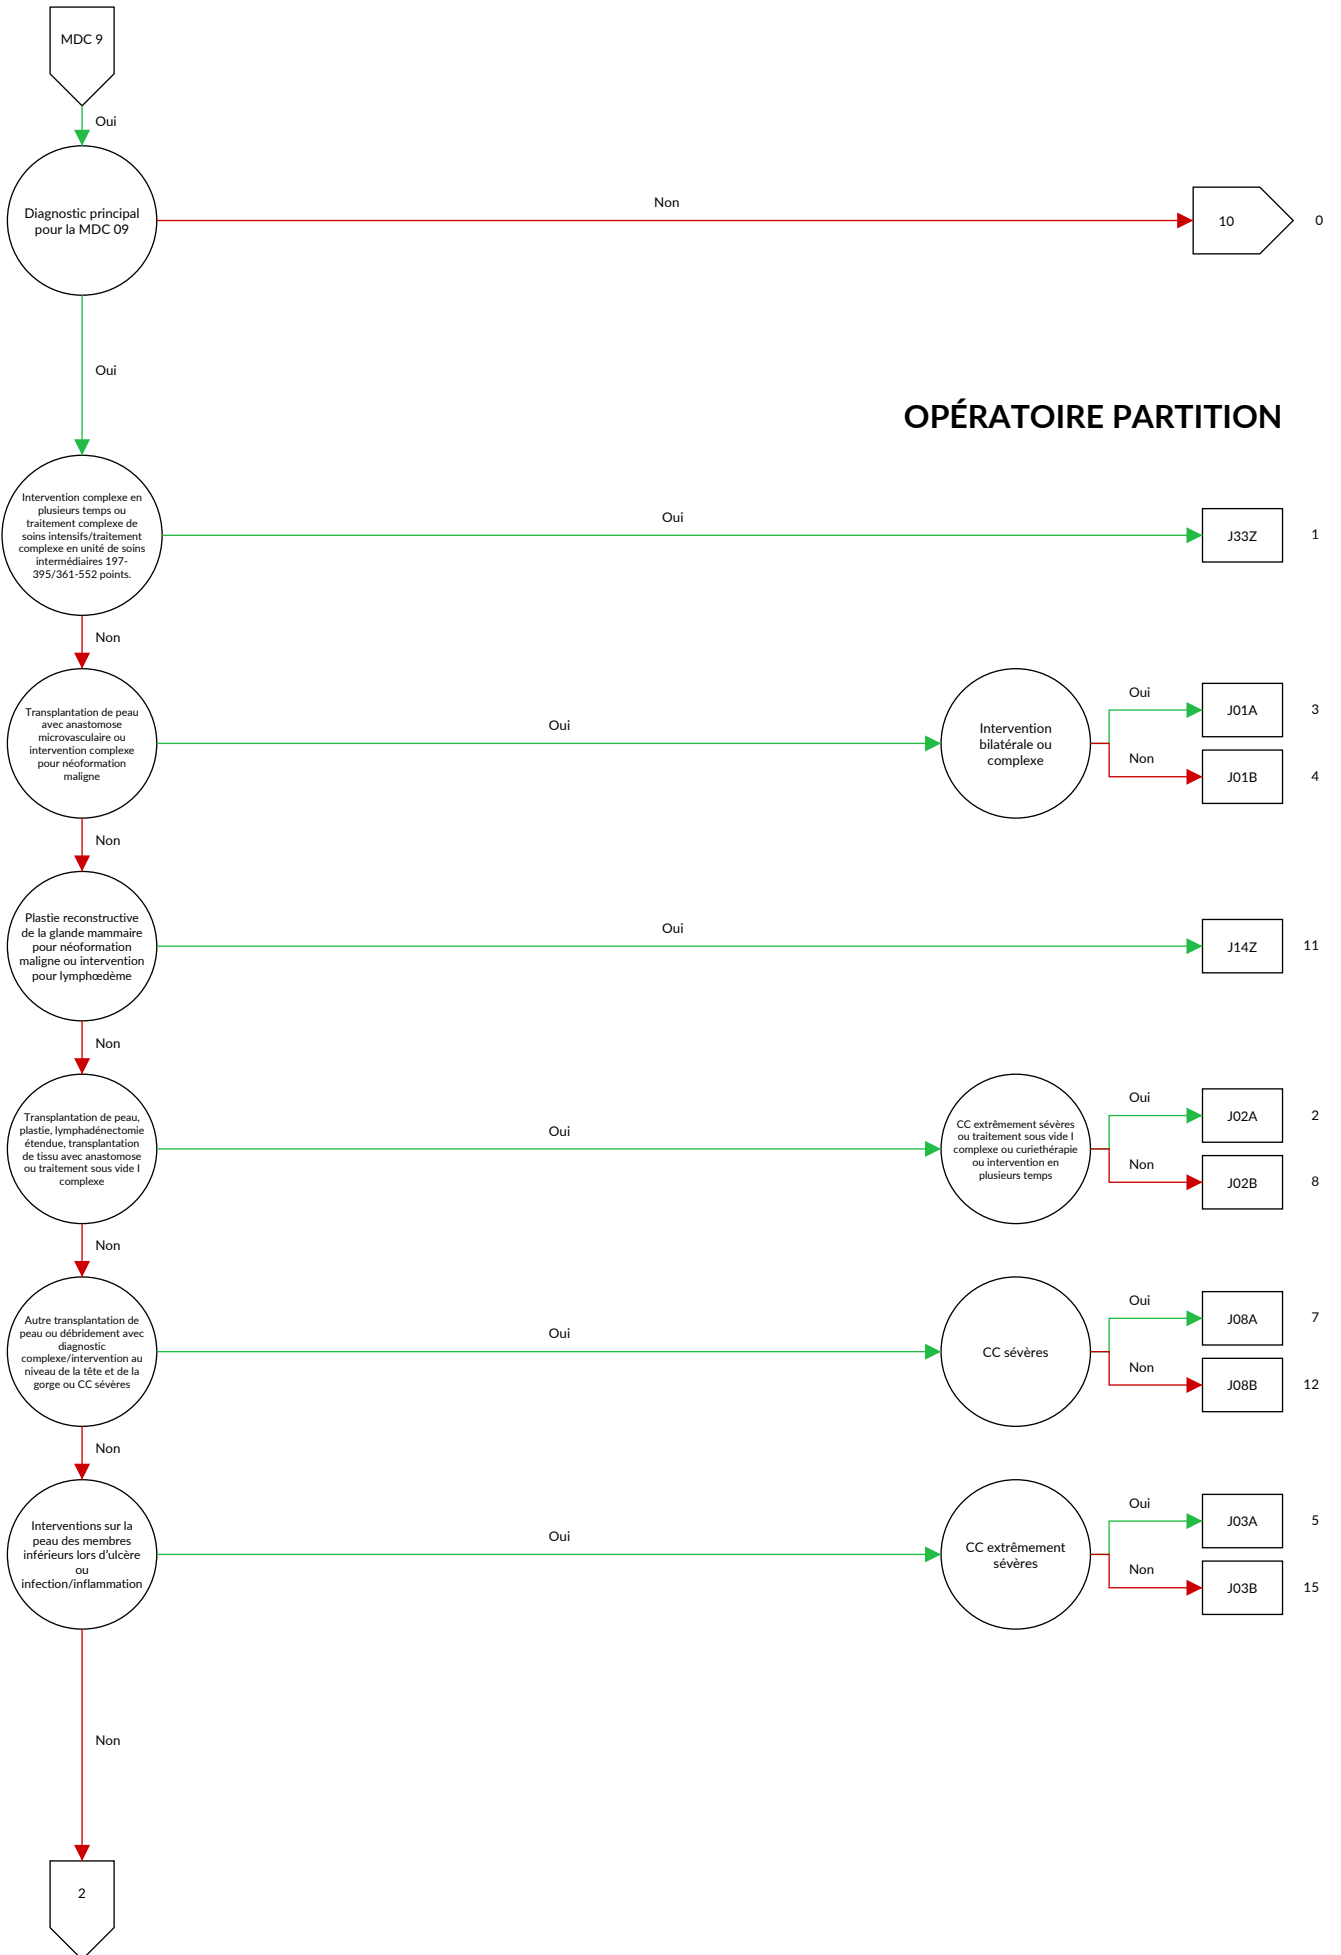 MDC 9
Oui
Diagnostic principal
pour la MDC 09
Non
10
0
Oui
OPÉRATOIRE PARTITION
Intervention complexe en
plusieurs temps ou
traitement complexe de
soins intensifs/traitement
complexe en unité de soins
intermédiaires 197-
395/361-552 points.
Oui
J33Z
1
Non
Transplantation de peau
avec anastomose
microvasculaire ou
intervention complexe
pour néoformation
maligne
Oui
Intervention
bilatérale ou
complexe
Oui
J01A
3
Non
J01B
4
Non
Plastie reconstructive
de la glande mammaire
pour néoformation
maligne ou intervention
pour lymphœdème
Oui
J14Z
11
Non
Transplantation de peau,
plastie, lymphadénectomie
étendue, transplantation
de tissu avec anastomose
ou traitement sous vide I
complexe
Oui
CC extrêmement sévères
ou traitement sous vide I
complexe ou curiethérapie
ou intervention en
plusieurs temps
Oui
J02A
2
Non
J02B
8
Non
Autre transplantation de
peau ou débridement avec
diagnostic
complexe/intervention au
niveau de la tête et de la
gorge ou CC sévères
Oui
CC sévères
Oui
J08A
7
Non
J08B
12
Non
Interventions sur la
peau des membres
inférieurs lors d'ulcère
ou
infection/inflammation
Oui
CC extrêmement
sévères
Oui
J03A
5
Non
J03B
15
Non
2